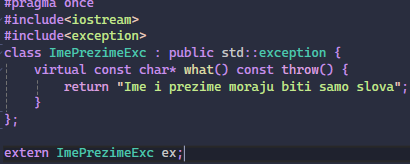 #pragma once
#include<iostream>
#include<exception>
class ImePrezimeExc : public std::exception {
    virtual const char* what() const throw() {
        return "Ime i prezime moraju biti samo slova";
    }
};
extern ImePrezimeExc ex;